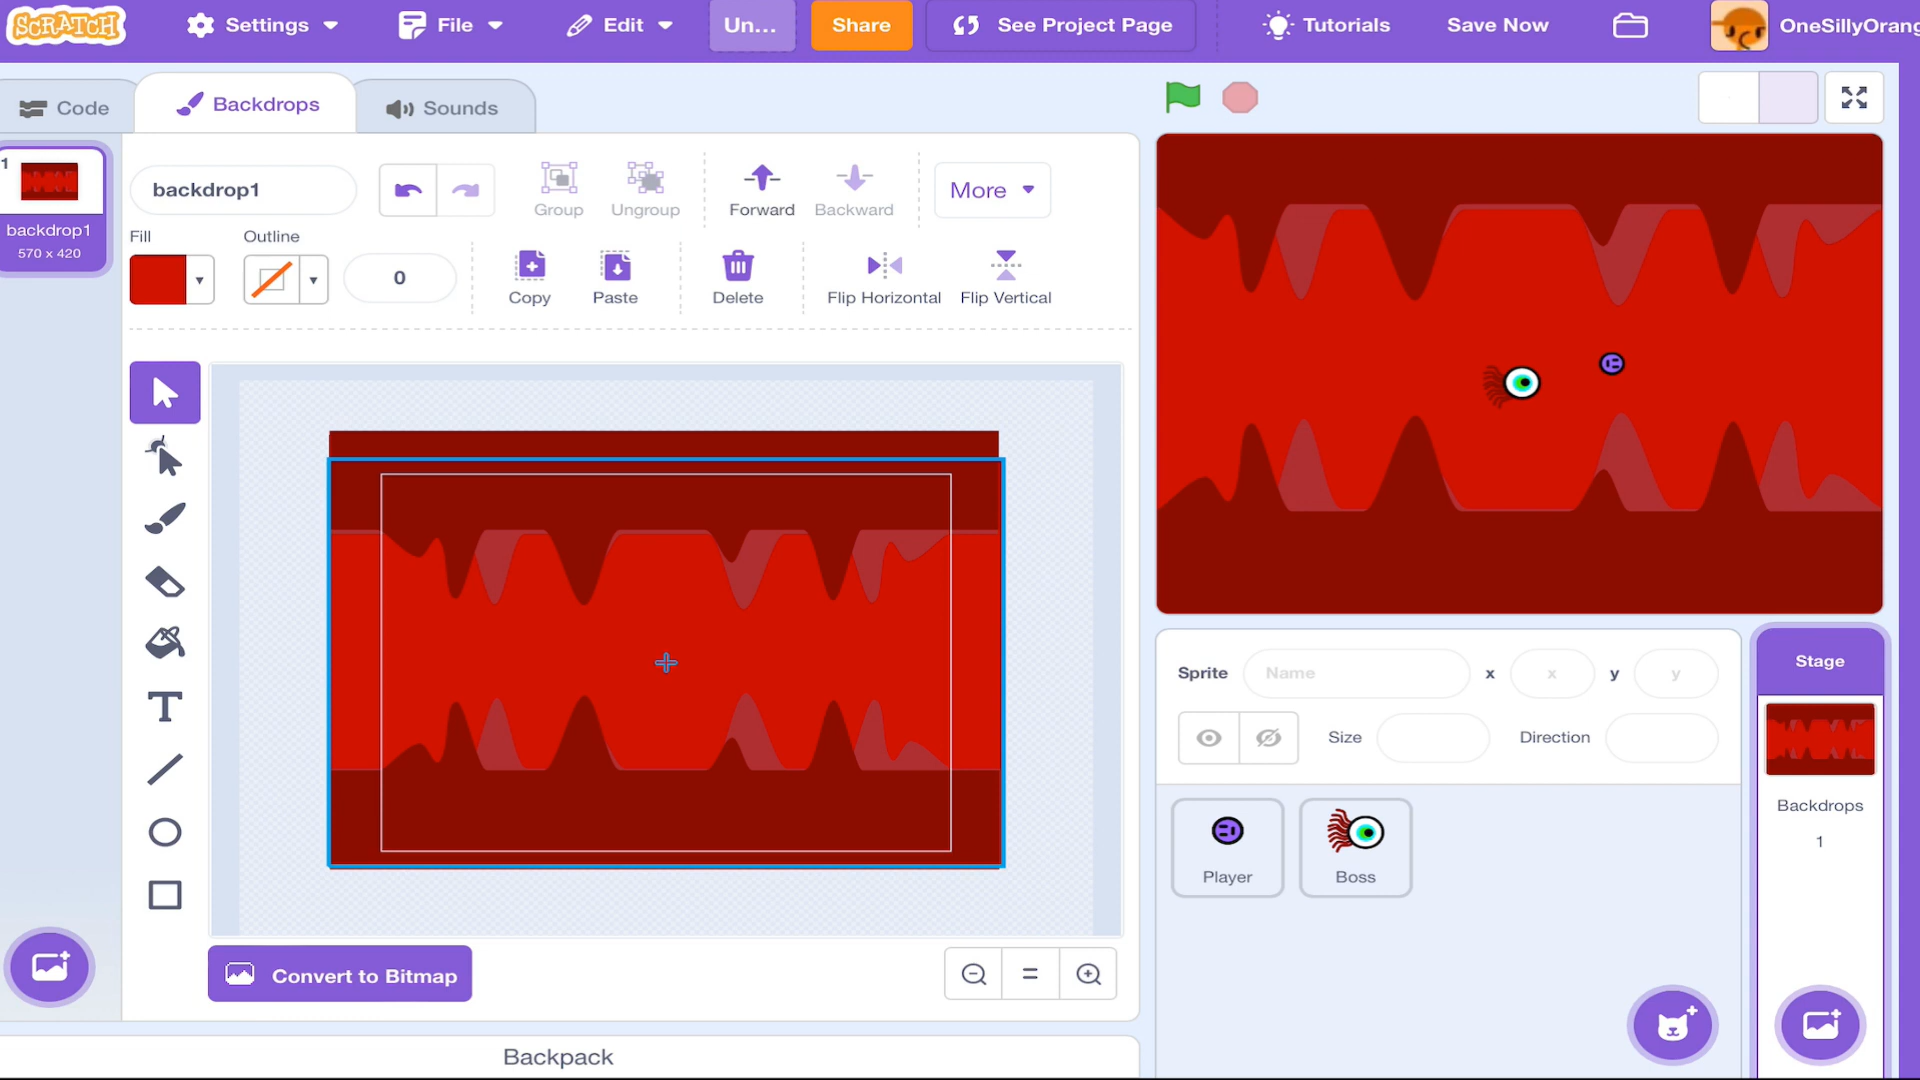 SCRATCH Settings File Edit Un... Share See Project Page Tutorials Save Now OneSillyOrang
Code Backdrops Sounds
1
backdrop1
570 x 420
backdrop1
Group Ungroup Forward Backward More
Fill Outline
0
Copy Paste Delete Flip Horizontal Flip Vertical
T
Convert to Bitmap
=
Backpack
Sprite Name x x y y
Size Direction
Player Boss
Stage
Backdrops
1